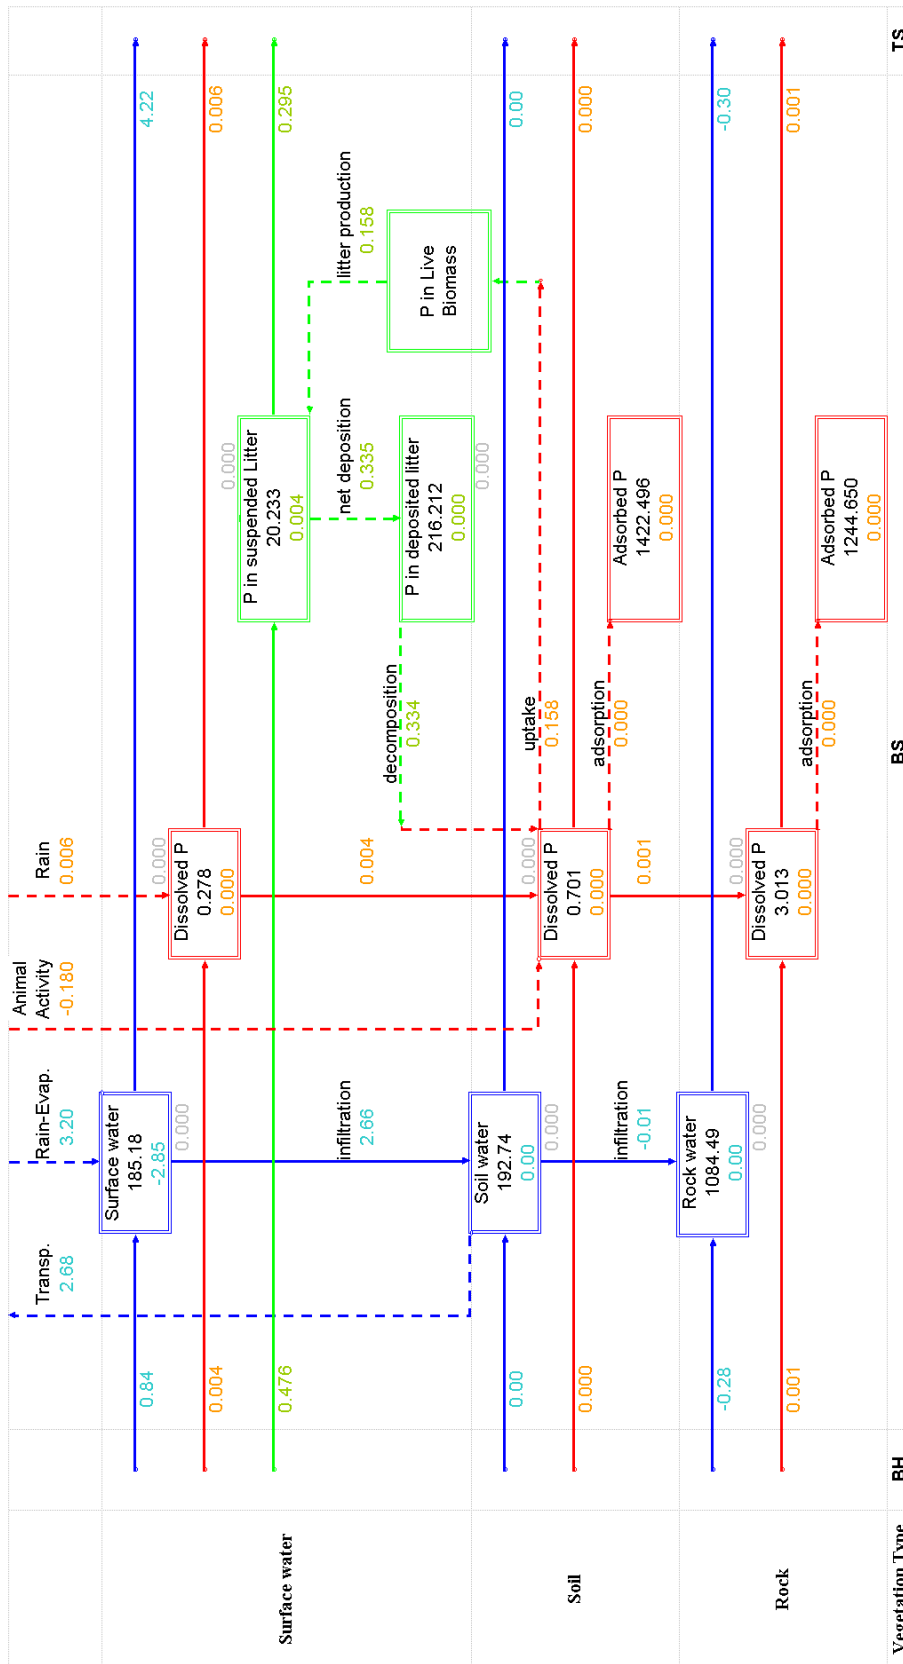 Transp.
2.68
Rain-Evap.
3.20
Animal
Activity
-0.180
Rain
0.006
Surface water
0.84
Surface water
185.18
-2.85
0.000
4.22
0.004
Dissolved P
0.278
0.000
0.000
0.006
0.476
P in suspended Litter
20.233
0.004
0.000
0.295
infiltration
2.66
0.004
decomposition
0.334
net deposition
0.335
litter production
0.158
P in deposited litter
216.212
0.000
0.000
P in Live
Biomass
Soil
0.00
Soil water
192.74
0.00
0.000
0.00
uptake
0.158
0.000
Dissolved P
0.701
0.000
0.000
0.000
adsorption
0.000
Adsorbed P
1422.496
0.000
infiltration
-0.01
0.001
Rock
-0.28
Rock water
1084.49
0.00
0.000
-0.30
0.001
Dissolved P
3.013
0.000
0.000
0.001
adsorption
0.000
Adsorbed P
1244.650
0.000
Vegetation Type
BH
BS
TS